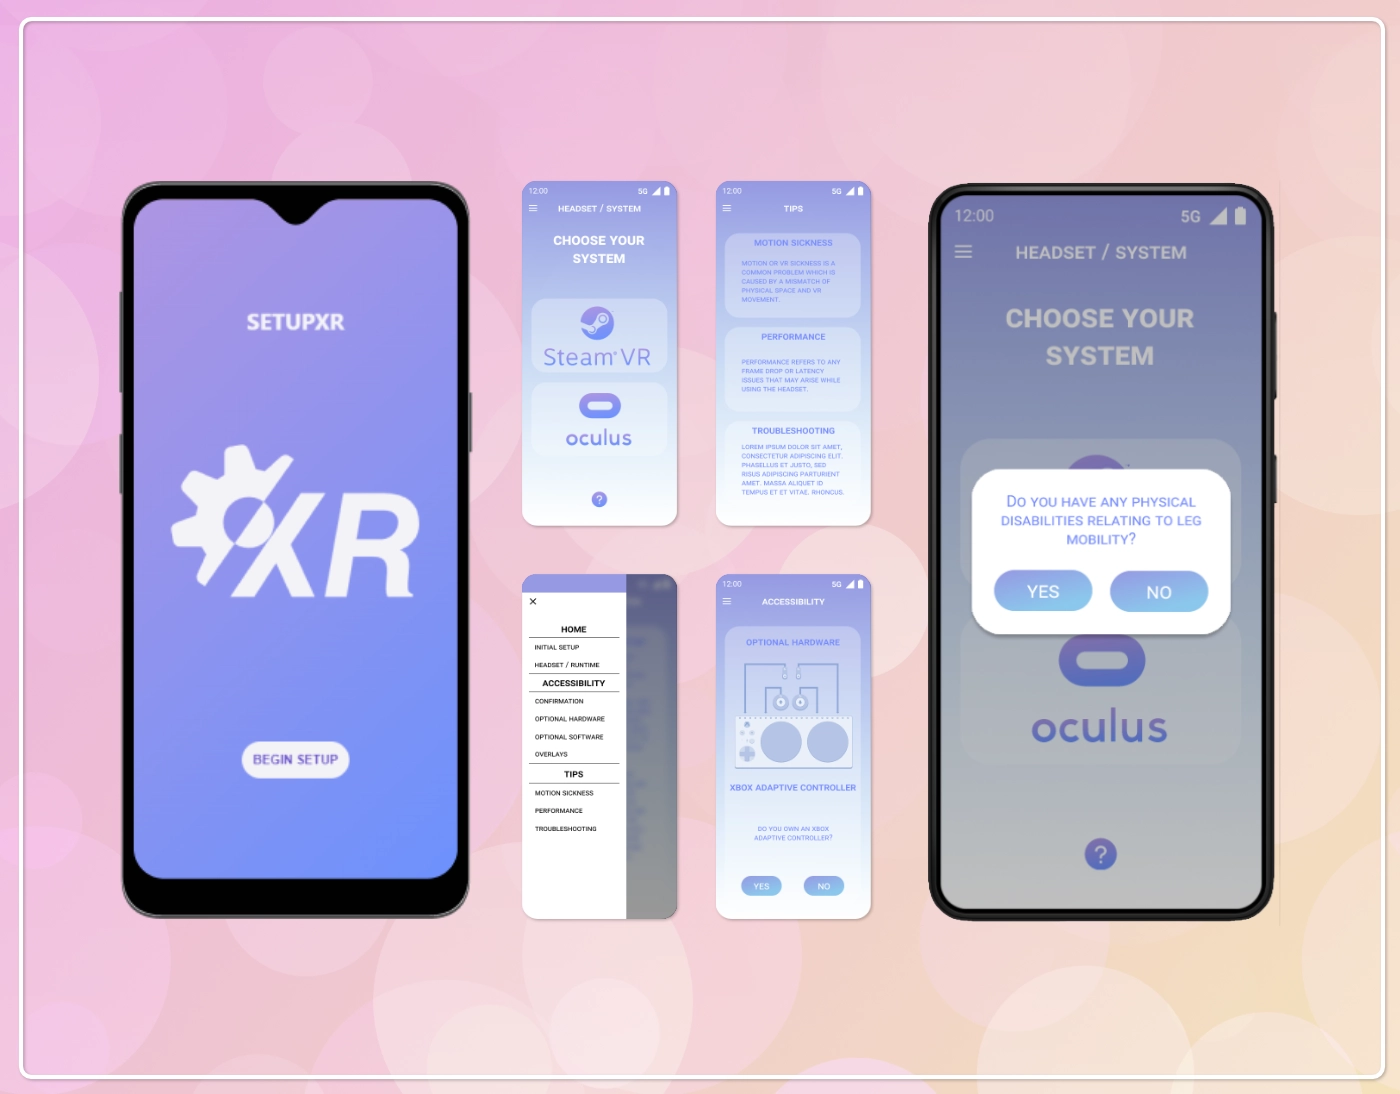 SETUPXR
XR
BEGIN SETUP
12:00
5G
HEADSET / SYSTEM
CHOOSE YOUR
SYSTEM
Steam VR
oculus
?
12:00
5G
TIPS
MOTION SICKNESS
MOTION OR VR SICKNESS IS A
COMMON PROBLEM WHICH IS
CAUSED BY A MISMATCH OF
PHYSICAL SPACE AND VR
MOVEMENT.
PERFORMANCE
PERFORMANCE REFERS TO ANY
FRAME DROP OR LATENCY
ISSUES THAT MAY ARISE WHILE
USING THE HEADSET.
TROUBLESHOOTING
LOREM IPSUM DOLOR SIT AMET,
CONSECTETUR ADIPISCING ELIT.
PHASELLUS ET JUSTO, SED
RISUS ADIPISCING PARTURIENT
AMET. MASSA ALIQUET ID
TEMPUS ET ET VITAE. RHONCUS.
HOME
INITIAL SETUP
HEADSET / RUNTIME
ACCESSIBILITY
CONFIRMATION
OPTIONAL HARDWARE
OPTIONAL SOFTWARE
OVERLAYS
TIPS
MOTION SICKNESS
PERFORMANCE
TROUBLESHOOTING
12:00
5G
ACCESSIBILITY
OPTIONAL HARDWARE
XBOX ADAPTIVE CONTROLLER
DO YOU OWN AN XBOX
ADAPTIVE CONTROLLER?
YES
NO
12:00
5G
HEADSET / SYSTEM
CHOOSE YOUR
SYSTEM
DO YOU HAVE ANY PHYSICAL
DISABILITIES RELATING TO LEG
MOBILITY?
YES
NO
oculus
?